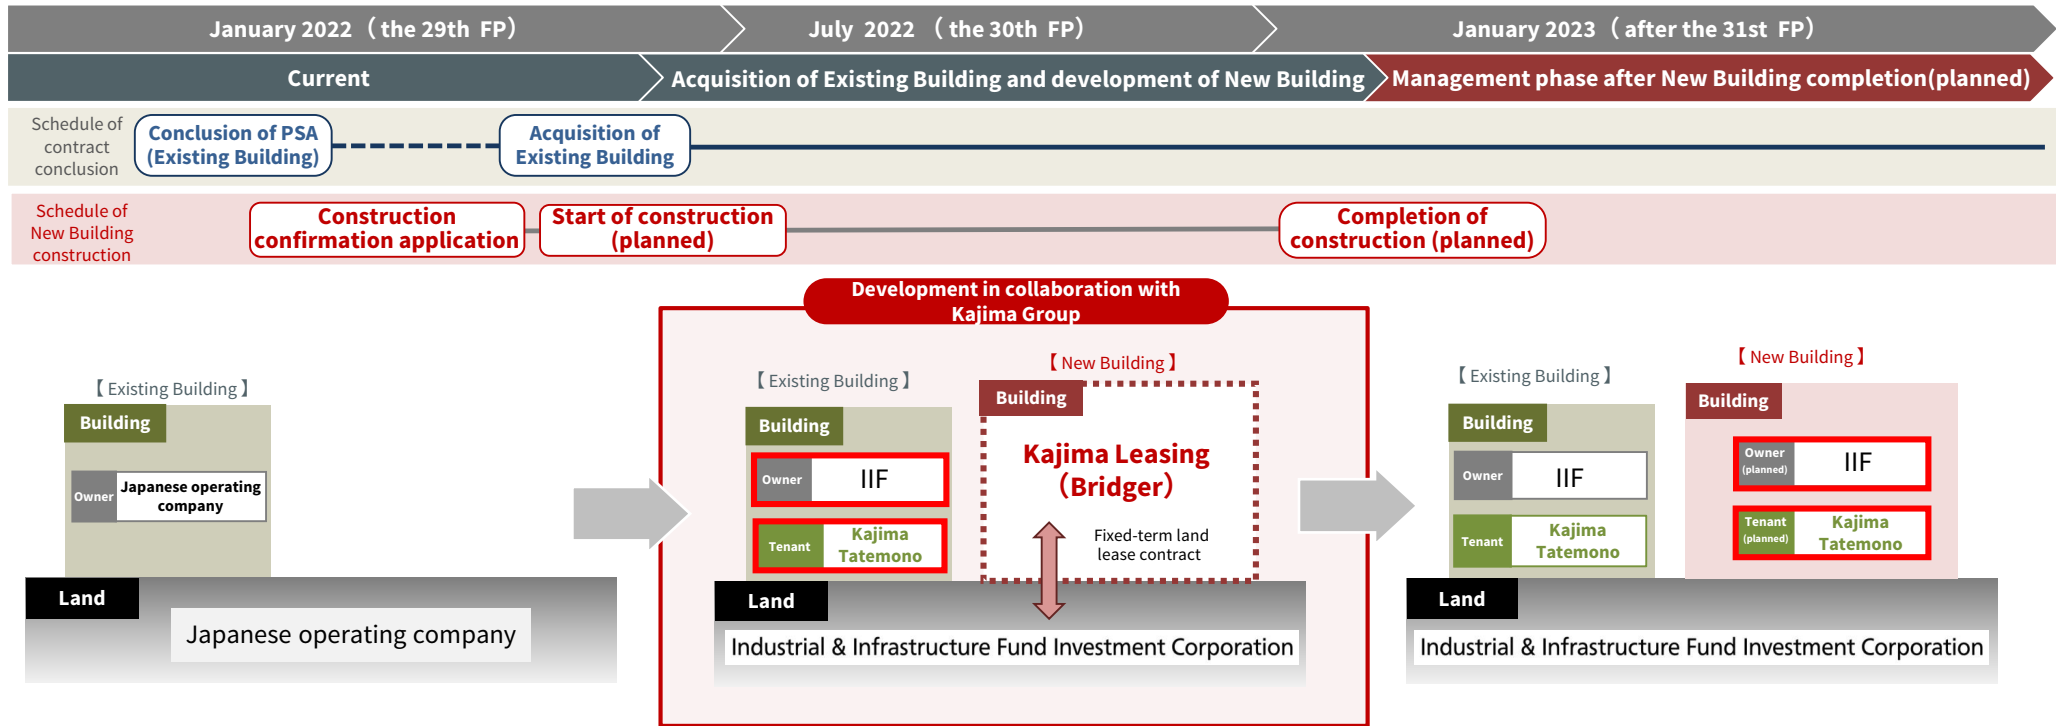 January 2022 （ the 29th FP）
July 2022 （ the 30th FP）
January 2023 （ after the 31st FP）
Current
Acquisition of Existing Building and development of New Building
Management phase after New Building completion(planned)
Schedule of
contract
conclusion
Conclusion of PSA
(Existing Building)
Acquisition of
Existing Building
Schedule of
New Building
construction
Construction
confirmation application
Start of construction
(planned)
Completion of
construction (planned)
Development in collaboration with
Kajima Group
【 Existing Building 】
Building
Owner
Japanese operating
company
Land
Japanese operating company
【 Existing Building 】
Building
Owner
IIF
Tenant
Kajima
Tatemono
【 New Building 】
Building
Kajima Leasing
（Bridger）
Fixed-term land
lease contract
Land
Industrial & Infrastructure Fund Investment Corporation
【 Existing Building 】
Building
Owner
IIF
Tenant
Kajima
Tatemono
【 New Building 】
Building
Owner
(planned)
IIF
Tenant
(planned)
Kajima
Tatemono
Land
Industrial & Infrastructure Fund Investment Corporation